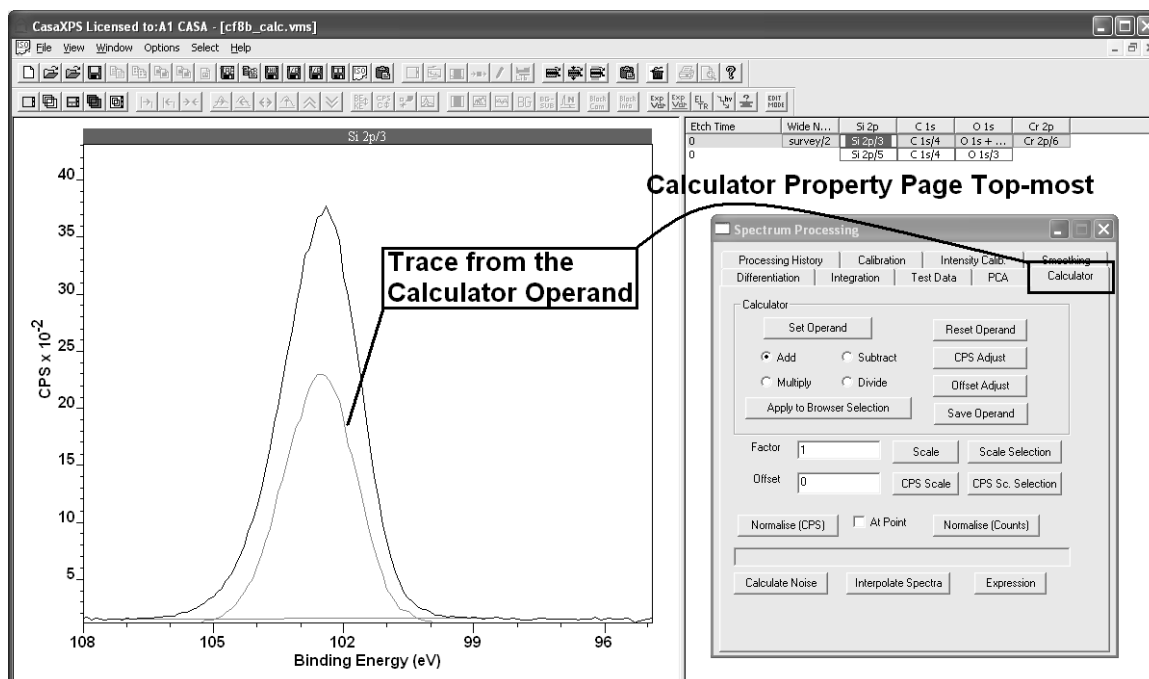 CasaXPS Licensed to:A1 CASA - [cf8b_calc.vms]
File View Window Options Select Help
Si 2p/3
CPS x 10-2
40
35
30
25
20
15
10
5
108 105 102 99 96
Binding Energy (eV)
Trace from the
Calculator Operand
Etch Time Wide N... Si 2p C 1s O 1s Cr 2p
0 survey/2 Si 2p/3 C 1s/4 O 1s + ... Cr 2p/6
0 Si 2p/5 C 1s/4 O 1s/3
Calculator Property Page Top-most
Spectrum Processing
Processing History Calibration Intensity Calib. Smoothing
Differentiation Integration Test Data PCA Calculator
Calculator
Set Operand Reset Operand
Add Subtract CPS Adjust
Multiply Divide Offset Adjust
Apply to Browser Selection Save Operand
Factor 1 Scale Scale Selection
Offset 0 CPS Scale CPS Sc. Selection
Normalise (CPS) At Point Normalise (Counts)
Calculate Noise Interpolate Spectra Expression